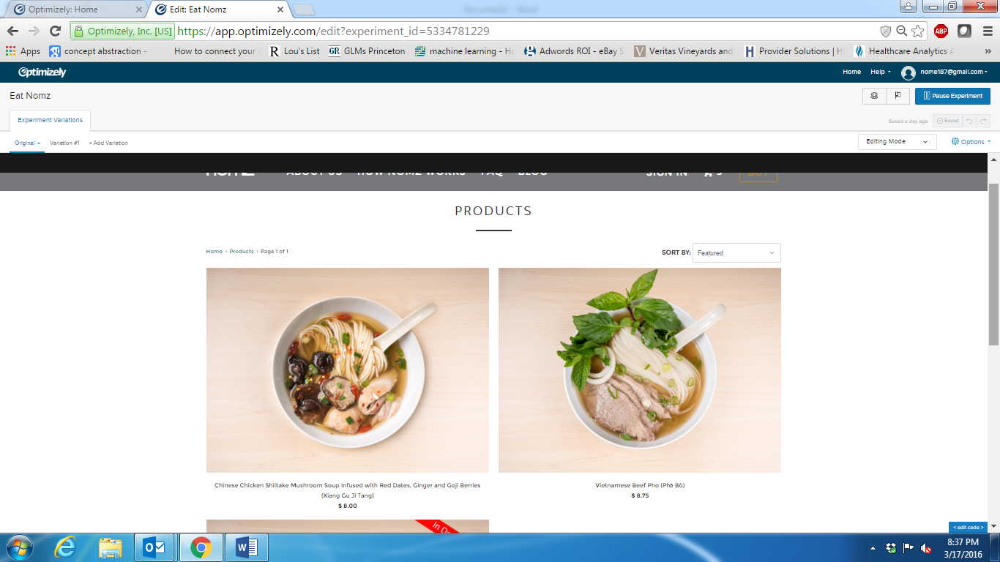 Optimizely: Home
Edit: Eat Nomz
Optimizely, Inc. [US] https://app.optimizely.com/edit?experiment_id=5334781229
Apps concept abstraction - How to connect your Lou's List GLMs Princeton machine learning - Ho Adwords ROI - eBay S Veritas Vineyards and Provider Solutions | H Healthcare Analytics A »
Optimizely Home Help nome187@gmail.com
Eat Nomz Pause Experiment
Experiment Variations Saved a day ago Saved
Original Variation #1 + Add Variation Editing Mode Options
ABOUT US HOW NOMZ WORKS FAQ BLOG SIGN IN BUY
PRODUCTS
Home › Products › Page 1 of 1 SORT BY: Featured
Chinese Chicken Shiitake Mushroom Soup Infused with Red Dates, Ginger and Goji Berries
(Xiang Gu Ji Tang)
$ 8.00
Vietnamese Beef Pho (Phở Bò)
$ 8.75
< edit code >
8:37 PM
3/17/2016